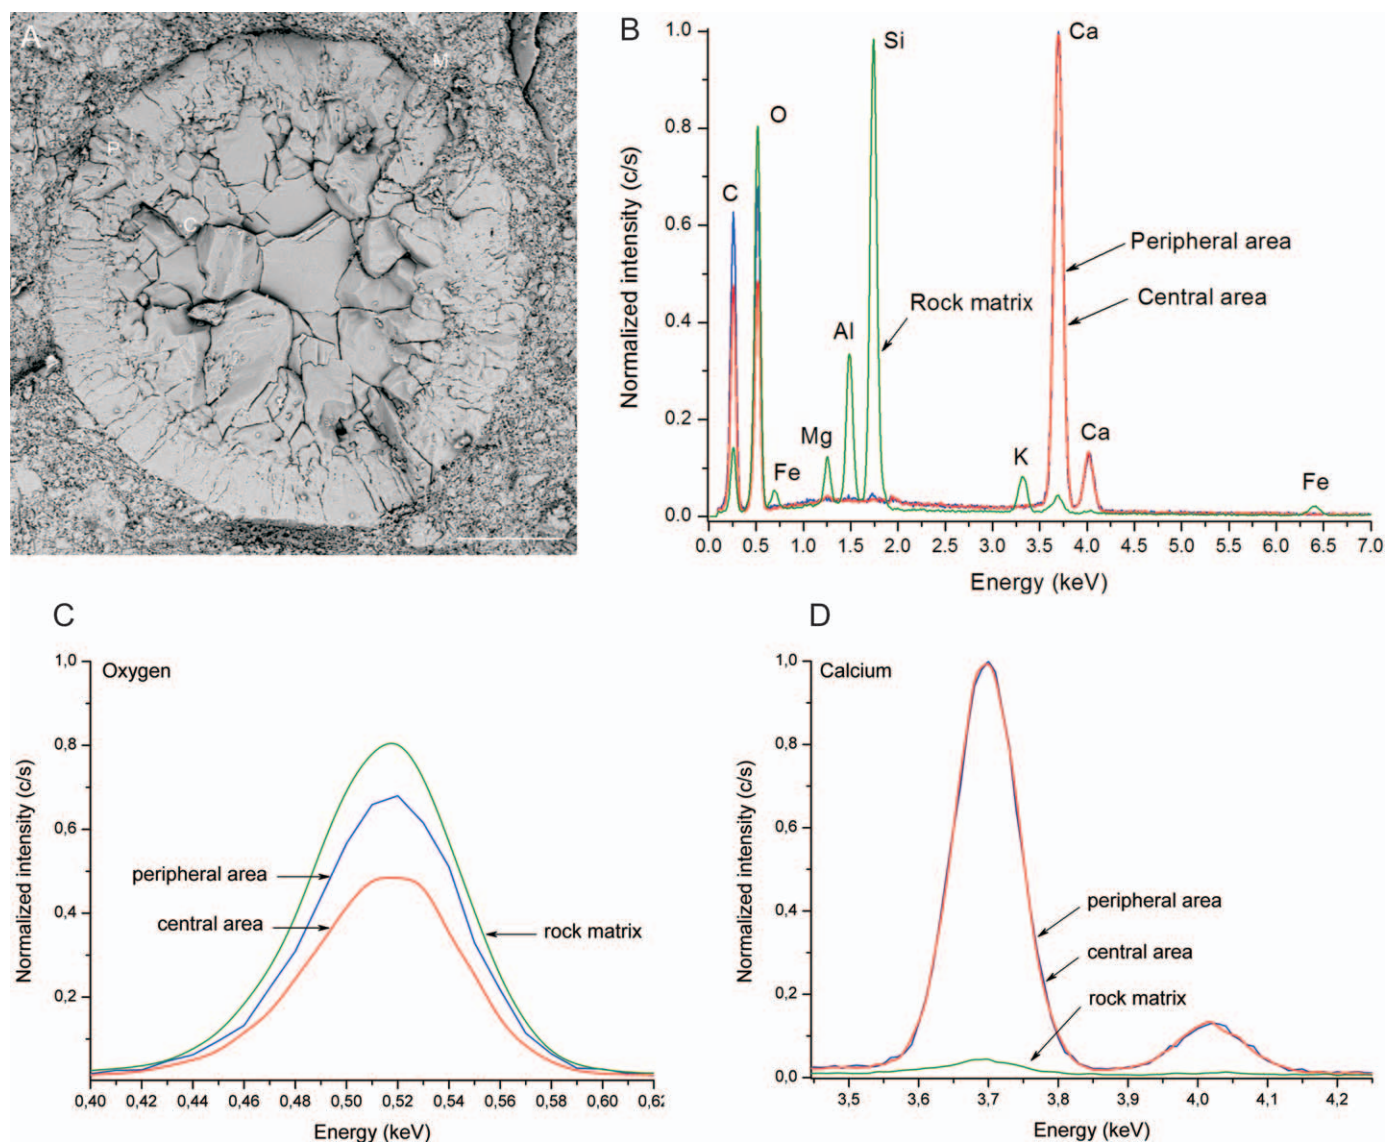 A
M
P
C
B
Normalized intensity (c/s)
1.0
0.8
0.6
0.4
0.2
0.0
C
O
Fe
Mg
Al
Si
K
Ca
Ca
Fe
Peripheral area
Central area
Rock matrix
0.0 0.5 1.0 1.5 2.0 2.5 3.0 3.5 4.0 4.5 5.0 5.5 6.0 6.5 7.0
Energy (keV)
C
Oxygen
Normalized intensity (c/s)
1,0
0,8
0,6
0,4
0,2
peripheral area
central area
rock matrix
0,40 0,42 0,44 0,46 0,48 0,50 0,52 0,54 0,56 0,58 0,60 0,62
Energy (keV)
D
Calcium
Normalized intensity (c/s)
1,0
0,8
0,6
0,4
0,2
0,0
peripheral area
central area
rock matrix
3,5 3,6 3,7 3,8 3,9 4,0 4,1 4,2
Energy (keV)